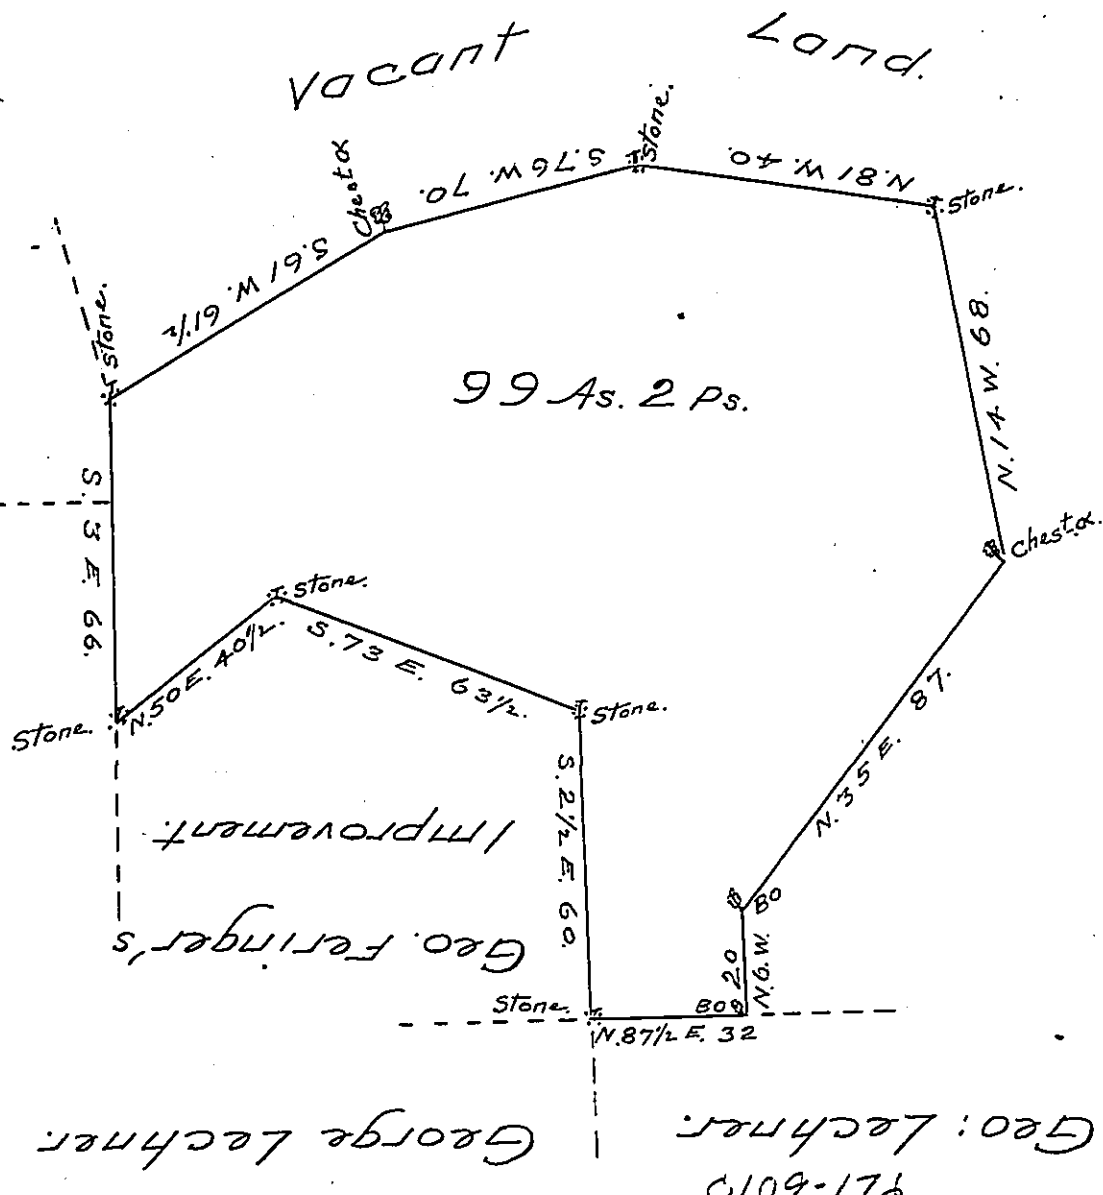 Vacant Land.
Stone.
Chest α
S. 76 W. 70.
N. 81 W. 40.
Stone.
S. 61 W. 61½
Stone.
N. 14 W. 68.
99 As. 2 Ps.
S. 3 E. 66.
Chest. α.
Stone.
N. 50 E. 40½.
S. 73 E. 63½.
Stone.
Stone.
N. 35 E. 87.
S. 2½ E. 60.
Improvement.
Geo. Feringer's
BO
20
N. 6. W.
Stone.
BO
N. 87½ E. 32
George Lechner
Geo: Lechner.